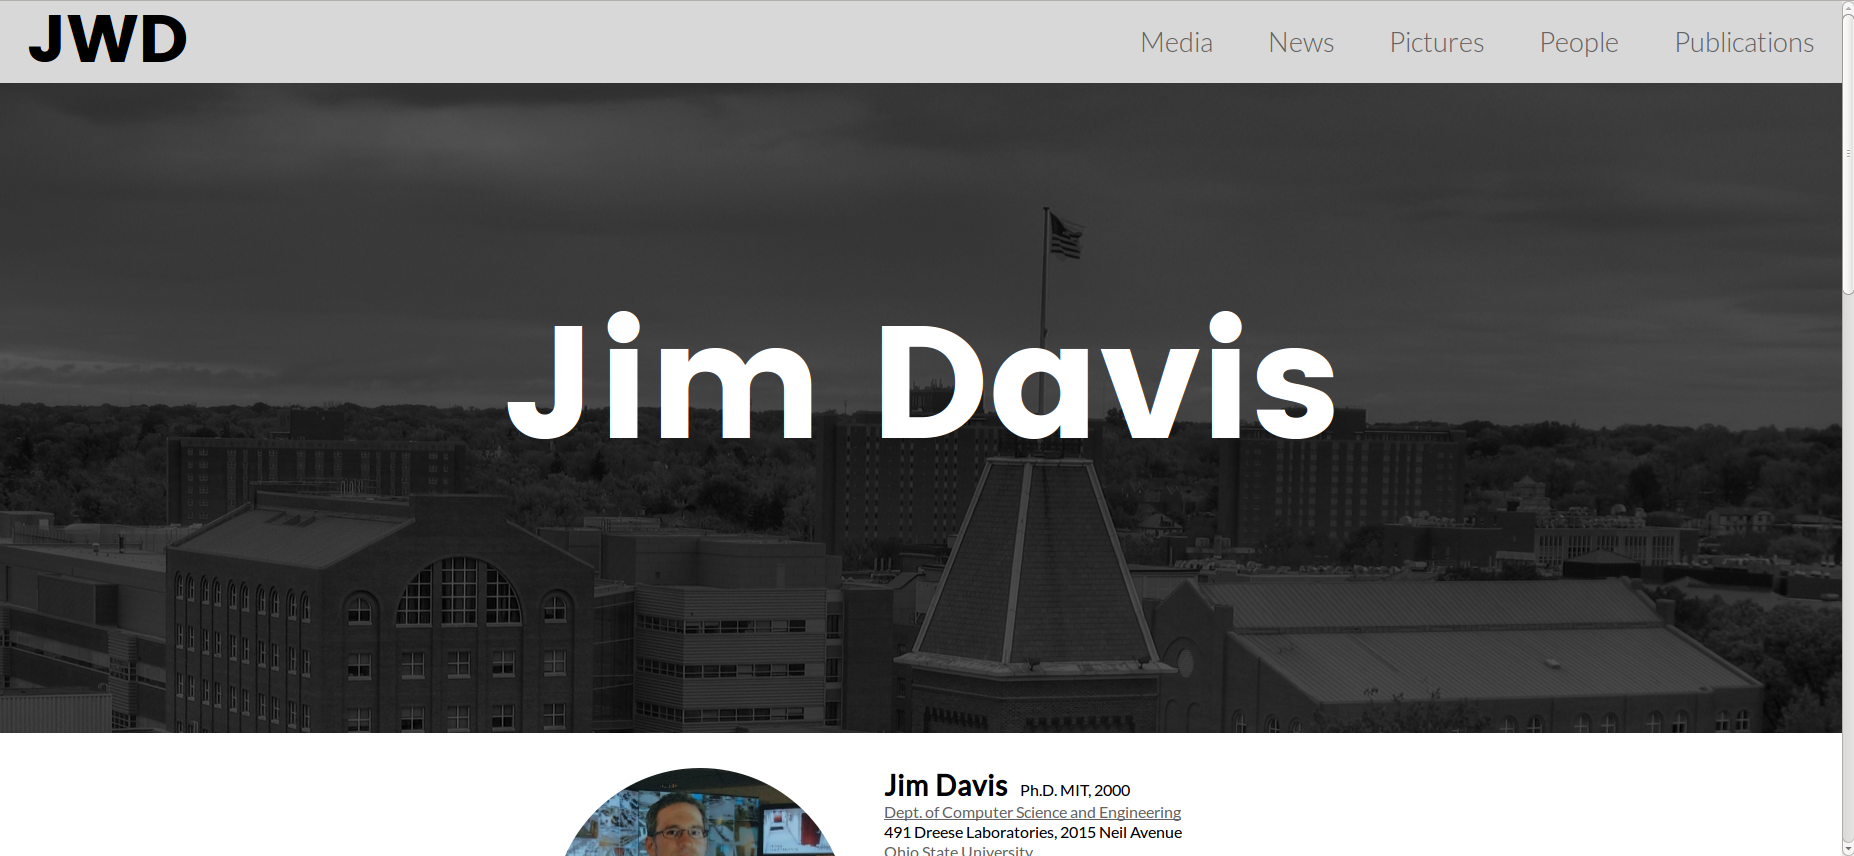 JWD
Media News Pictures People Publications
Jim Davis
Jim Davis Ph.D. MIT, 2000
Dept. of Computer Science and Engineering
491 Dreese Laboratories, 2015 Neil Avenue
Ohio State University